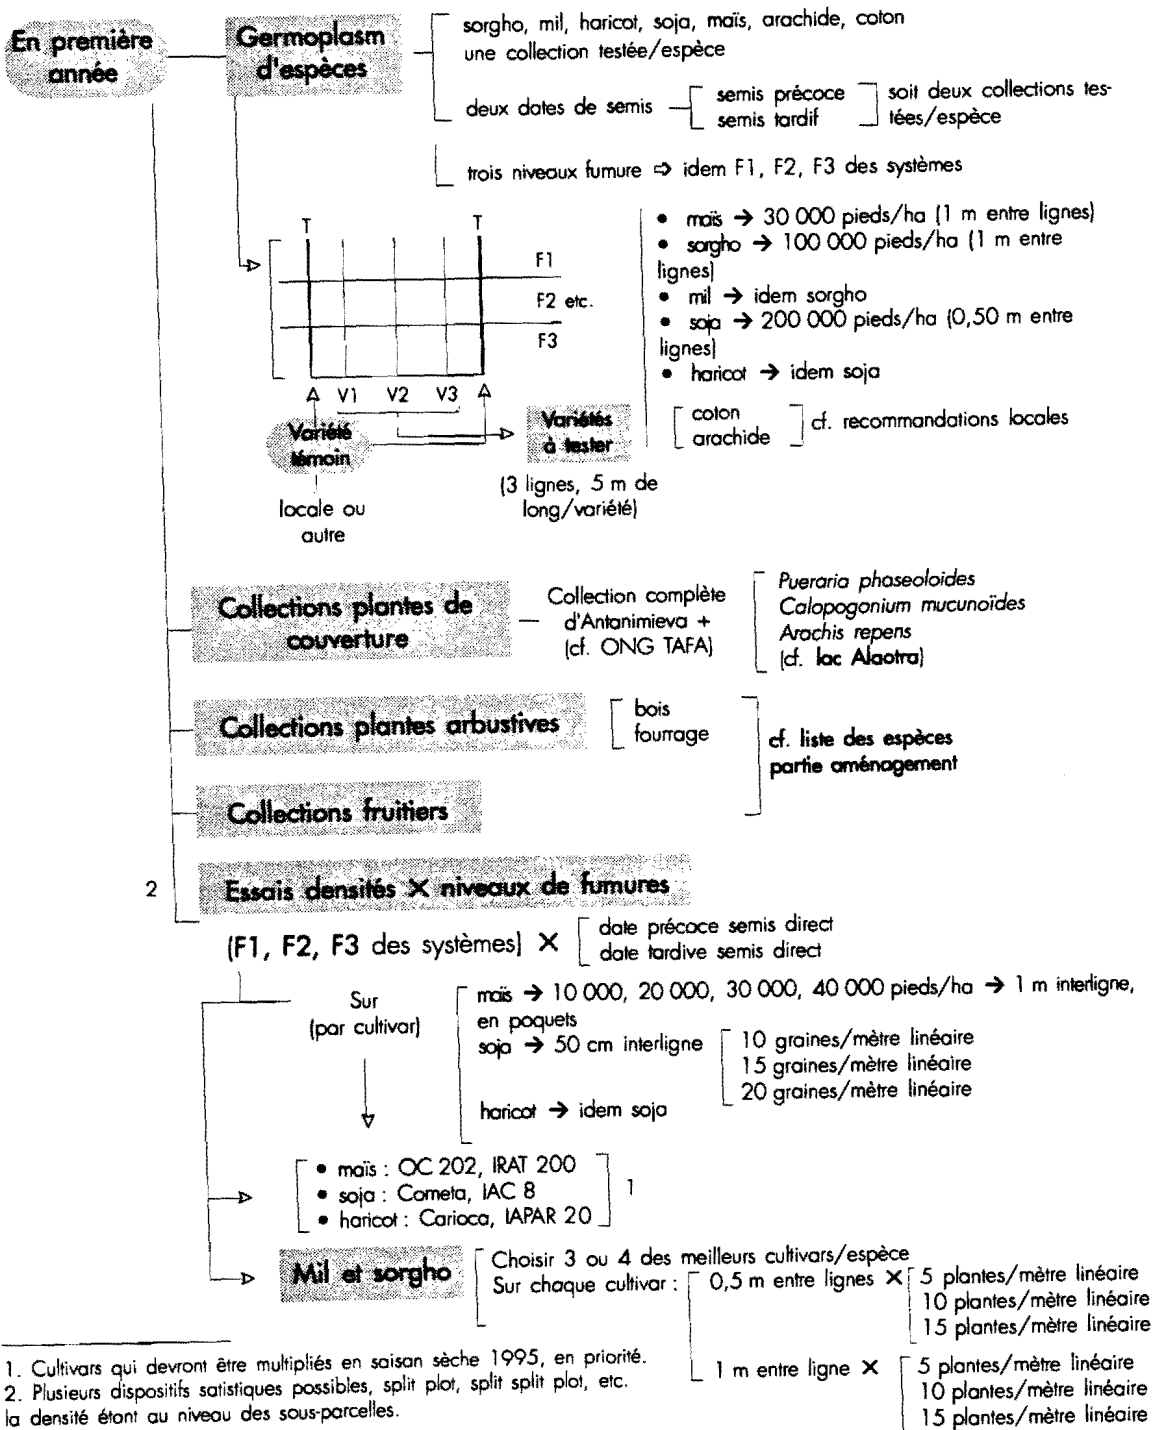 En première
année
Germoplasm
d'espèces
sorgho, mil, haricot, soja, maïs, arachide, coton
une collection testée/espèce
deux dates de semis
semis précoce
semis tardif
soit deux collections tes-
tées/espèce
trois niveaux fumure ⇨ idem F1, F2, F3 des systèmes
T
T
F1
F2 etc.
F3
V1
V2
V3
Variété
témoin
locale ou
autre
Variétés
à tester
(3 lignes, 5 m de
long/variété)
• maïs → 30 000 pieds/ha (1 m entre lignes)
• sorgho → 100 000 pieds/ha (1 m entre
lignes)
• mil → idem sorgho
• soja → 200 000 pieds/ha (0,50 m entre
lignes)
• haricot → idem soja
coton
arachide
cf. recommandations locales
Collections plantes de
couverture
Collection complète
d'Antanimieva +
(cf. ONG TAFA)
Pueraria phaseoloides
Calopogonium mucunoïdes
Arachis repens
(cf. lac Alaotra)
Collections plantes arbustives
bois
fourrage
cf. liste des espèces
partie aménagement
Collections fruitiers
2
Essais densités × niveaux de fumures
(F1, F2, F3 des systèmes) ×
date précoce semis direct
date tardive semis direct
Sur
(par cultivar)
maïs → 10 000, 20 000, 30 000, 40 000 pieds/ha → 1 m interligne,
en poquets
soja → 50 cm interligne
10 graines/mètre linéaire
15 graines/mètre linéaire
20 graines/mètre linéaire
haricot → idem soja
• maïs : OC 202, IRAT 200
• soja : Cometa, IAC 8
• haricot : Carioca, IAPAR 20
1
Mil et sorgho
Choisir 3 ou 4 des meilleurs cultivars/espèce
Sur chaque cultivar :
0,5 m entre lignes ×
5 plantes/mètre linéaire
10 plantes/mètre linéaire
15 plantes/mètre linéaire
1 m entre ligne ×
5 plantes/mètre linéaire
10 plantes/mètre linéaire
15 plantes/mètre linéaire
1. Cultivars qui devront être multipliés en saison sèche 1995, en priorité.
2. Plusieurs dispositifs satistiques possibles, split plot, split split plot, etc.
la densité étant au niveau des sous-parcelles.